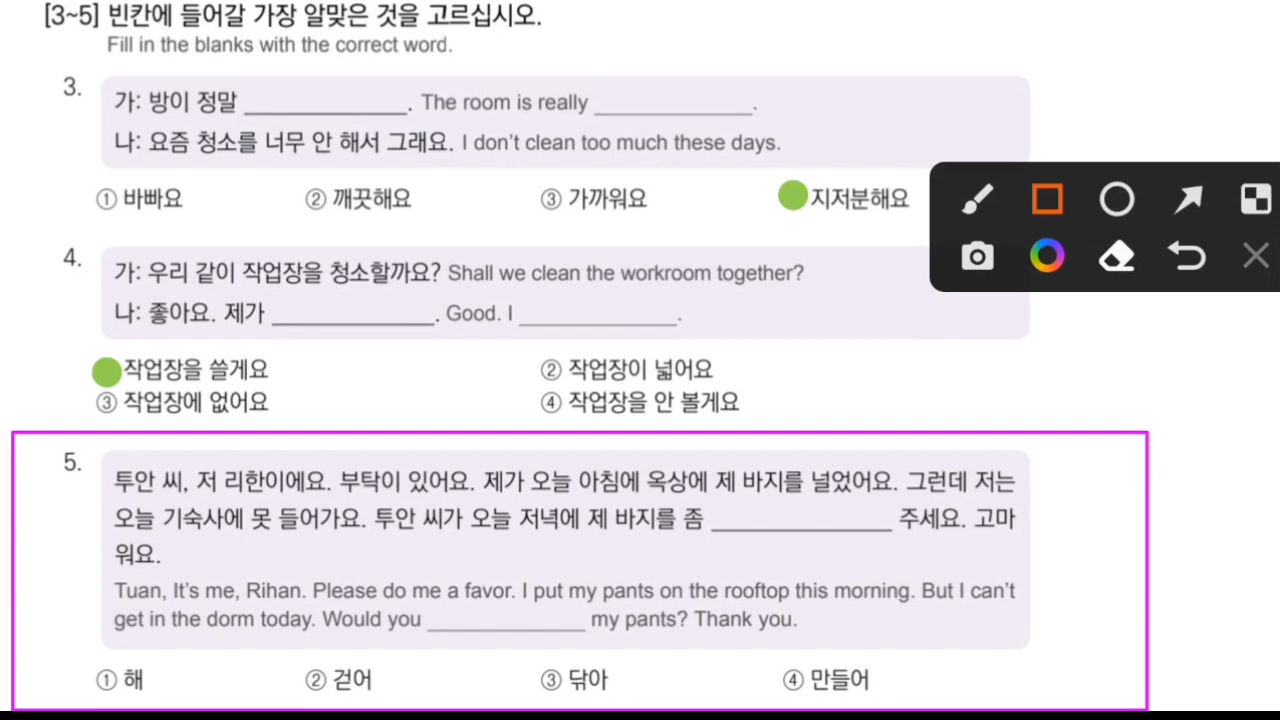 [3~5] 빈칸에 들어갈 가장 알맞은 것을 고르십시오.
Fill in the blanks with the correct word.
3.
가: 방이 정말 ______________. The room is really ______________.
나: 요즘 청소를 너무 안 해서 그래요. I don't clean too much these days.
① 바빠요 ② 깨끗해요 ③ 가까워요 지저분해요
4.
가: 우리 같이 작업장을 청소할까요? Shall we clean the workroom together?
나: 좋아요. 제가 ______________. Good. I ______________.
작업장을 쓸게요 ② 작업장이 넓어요
③ 작업장에 없어요 ④ 작업장을 안 볼게요
5.
투안 씨, 저 리한이에요. 부탁이 있어요. 제가 오늘 아침에 옥상에 제 바지를 널었어요. 그런데 저는
오늘 기숙사에 못 들어가요. 투안 씨가 오늘 저녁에 제 바지를 좀 ______________ 주세요. 고마
워요.
Tuan, It's me, Rihan. Please do me a favor. I put my pants on the rooftop this morning. But I can't
get in the dorm today. Would you ______________ my pants? Thank you.
① 해 ② 걷어 ③ 닦아 ④ 만들어